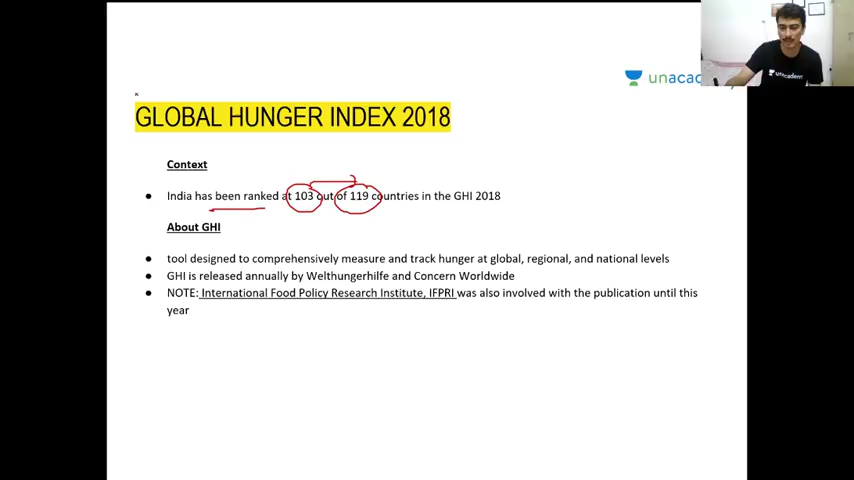 unacademy
GLOBAL HUNGER INDEX 2018
Context
● India has been ranked at 103 out of 119 countries in the GHI 2018
About GHI
● tool designed to comprehensively measure and track hunger at global, regional, and national levels
● GHI is released annually by Welthungerhilfe and Concern Worldwide
● NOTE: International Food Policy Research Institute, IFPRI was also involved with the publication until this
year